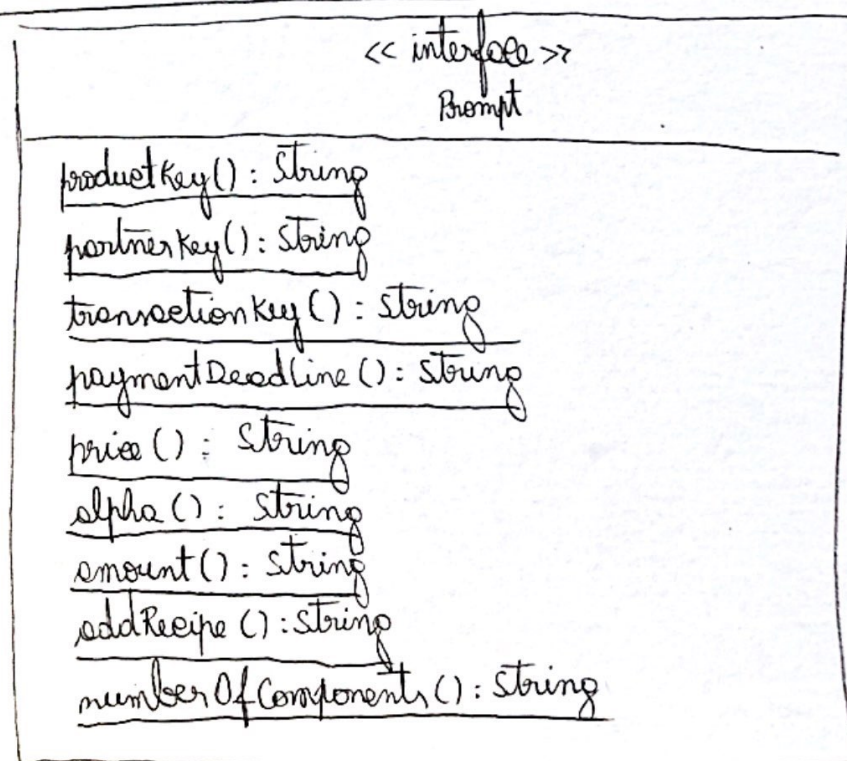 << interface >>
Prompt
productKey() : String
partnerKey() : String
transactionKey() : String
paymentDeadline() : String
price() : String
alpha() : String
amount() : String
addRecipe() : String
numberOfComponents() : String